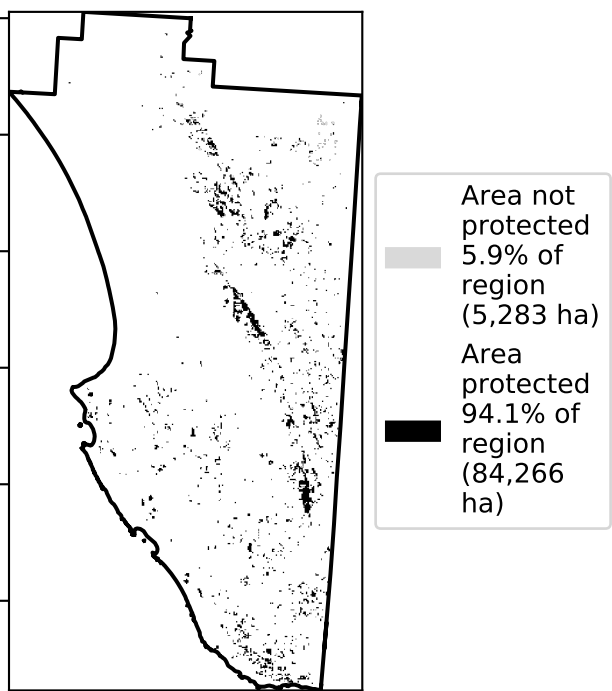 Area not
protected
5.9% of
region
(5,283 ha)
Area
protected
94.1% of
region
(84,266
ha)